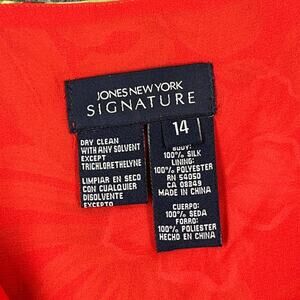 JONES NEW YORK
SIGNATURE
14
DRY CLEAN
WITH ANY SOLVENT
EXCEPT
TRICHLORETHELYNE
LIMPIAR EN SECO
CON CUALQUIER
DISOLVENTE
EXCEPTO
BODY:
100% SILK
LINING:
100% POLYESTER
RN 54050
CA 08849
MADE IN CHINA
CUERPO:
100% SEDA
FORRO:
100% POLIESTER
HECHO EN CHINA